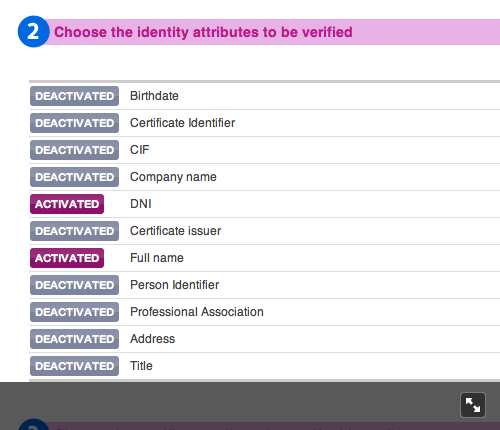 2 Choose the identity attributes to be verified
DEACTIVATED Birthdate
DEACTIVATED Certificate Identifier
DEACTIVATED CIF
DEACTIVATED Company name
ACTIVATED DNI
DEACTIVATED Certificate issuer
ACTIVATED Full name
DEACTIVATED Person Identifier
DEACTIVATED Professional Association
DEACTIVATED Address
DEACTIVATED Title